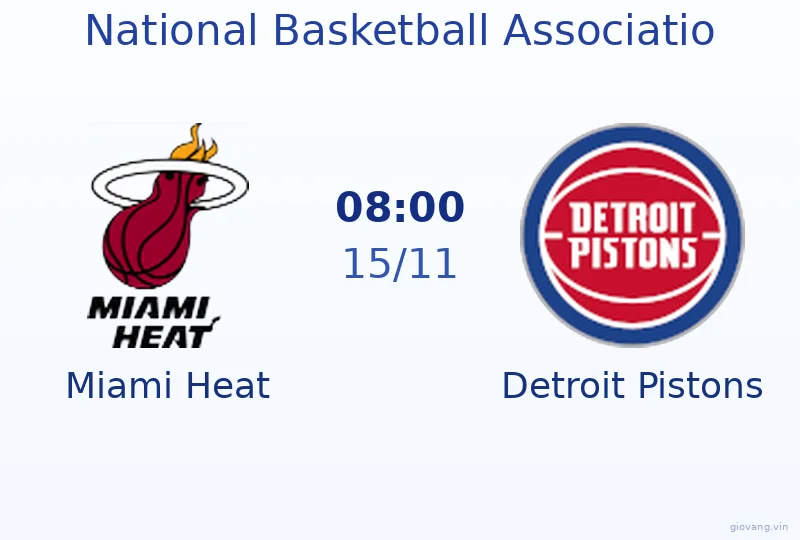 National Basketball Associatio
MIAMI
HEAT
08:00
15/11
DETROIT
PISTONS
Miami Heat
Detroit Pistons
giovang.vin